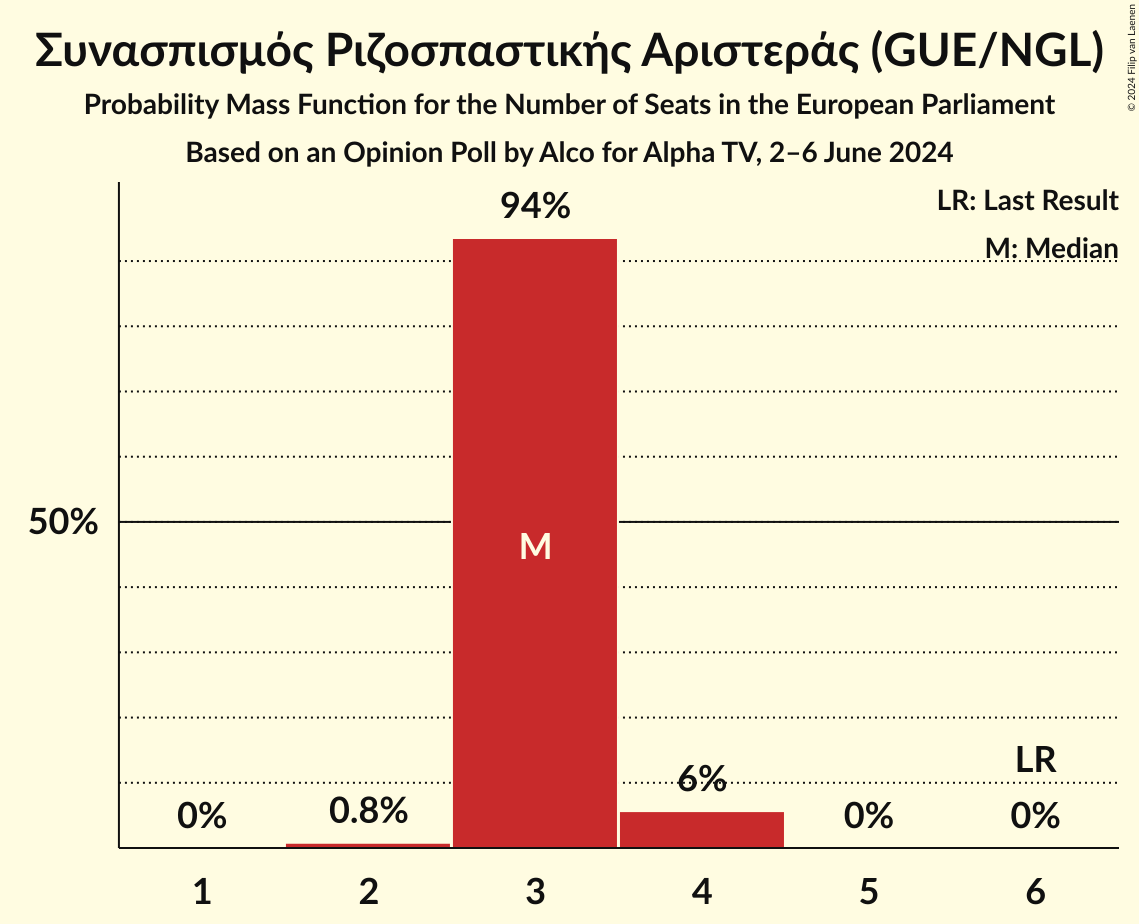 Συνασπισμός Ριζοσπαστικής Αριστεράς (GUE/NGL)
Probability Mass Function for the Number of Seats in the European Parliament
Based on an Opinion Poll by Alco for Alpha TV, 2–6 June 2024
© 2024 Filip van Laenen
LR: Last Result
M: Median
94%
50%
M
LR
6%
0%
0.8%
0%
0%
1
2
3
4
5
6